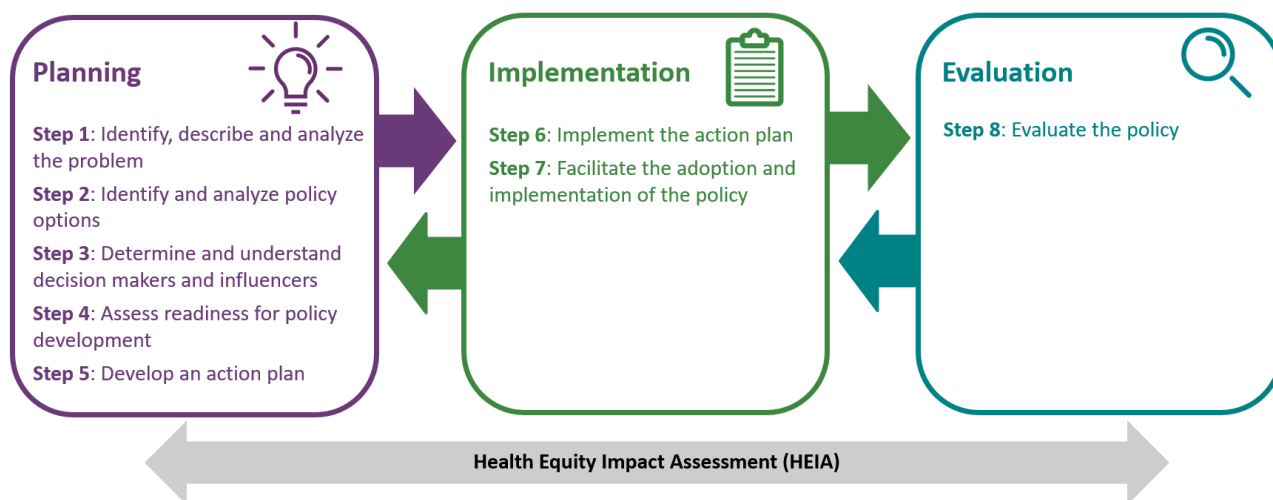 Planning
Step 1: Identify, describe and analyze
the problem
Step 2: Identify and analyze policy
options
Step 3: Determine and understand
decision makers and influencers
Step 4: Assess readiness for policy
development
Step 5: Develop an action plan
Implementation
Step 6: Implement the action plan
Step 7: Facilitate the adoption and
implementation of the policy
Evaluation
Step 8: Evaluate the policy
Health Equity Impact Assessment (HEIA)